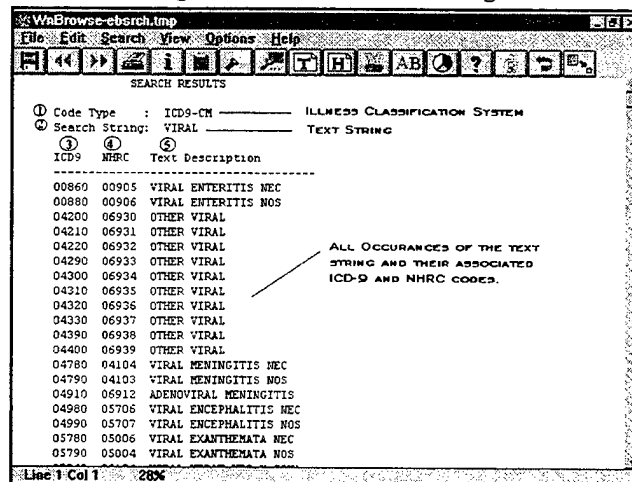 WnBrowse-ebsrch.tmp
File Edit Search View Options Help
i T H AB ?
SEARCH RESULTS
① Code Type : ICD9-CM ILLNESS CLASSIFICATION SYSTEM
② Search String: VIRAL TEXT STRING
③ ④ ⑤
ICD9 NHRC Text Description
00860 00905 VIRAL ENTERITIS NEC
00880 00906 VIRAL ENTERITIS NOS
04200 06930 OTHER VIRAL
04210 06931 OTHER VIRAL
04220 06932 OTHER VIRAL
04290 06933 OTHER VIRAL
04300 06934 OTHER VIRAL
04310 06935 OTHER VIRAL
04320 06936 OTHER VIRAL
04330 06937 OTHER VIRAL
04390 06938 OTHER VIRAL
04400 06939 OTHER VIRAL
04780 04104 VIRAL MENINGITIS NEC
04790 04103 VIRAL MENINGITIS NOS
04910 06912 ADENOVIRAL MENINGITIS
04980 05706 VIRAL ENCEPHALITIS NEC
04990 05707 VIRAL ENCEPHALITIS NOS
05780 05006 VIRAL EXANTHEMATA NEC
05790 05004 VIRAL EXANTHEMATA NOS
ALL OCCURANCES OF THE TEXT
STRING AND THEIR ASSOCIATED
ICD-9 AND NHRC CODES.
Line 1 Col 1 28%